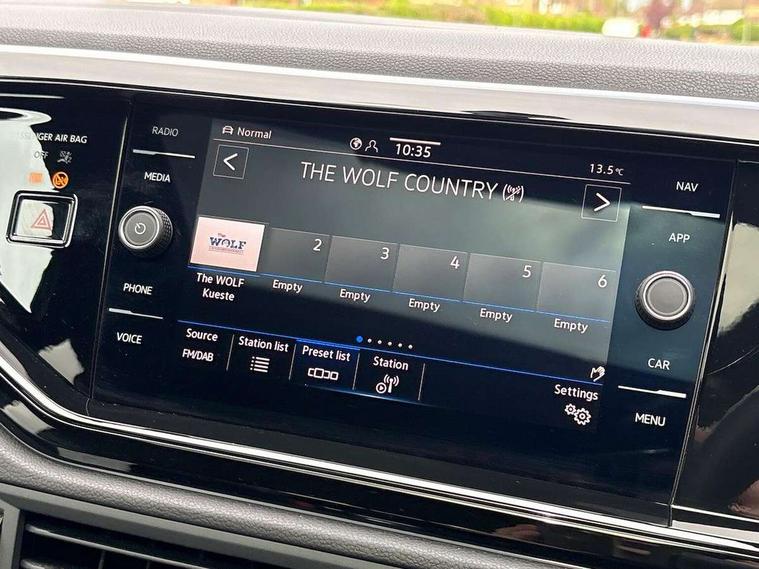 SENGER AIR BAG
OFF
RADIO
MEDIA
PHONE
VOICE
Normal
10:35
13.5°C
<
THE WOLF COUNTRY
>
The
WOLF
2
3
4
5
6
The WOLF
Kueste
Empty
Empty
Empty
Empty
Empty
Source
FM/DAB
Station list
Preset list
Station
Settings
NAV
APP
CAR
MENU